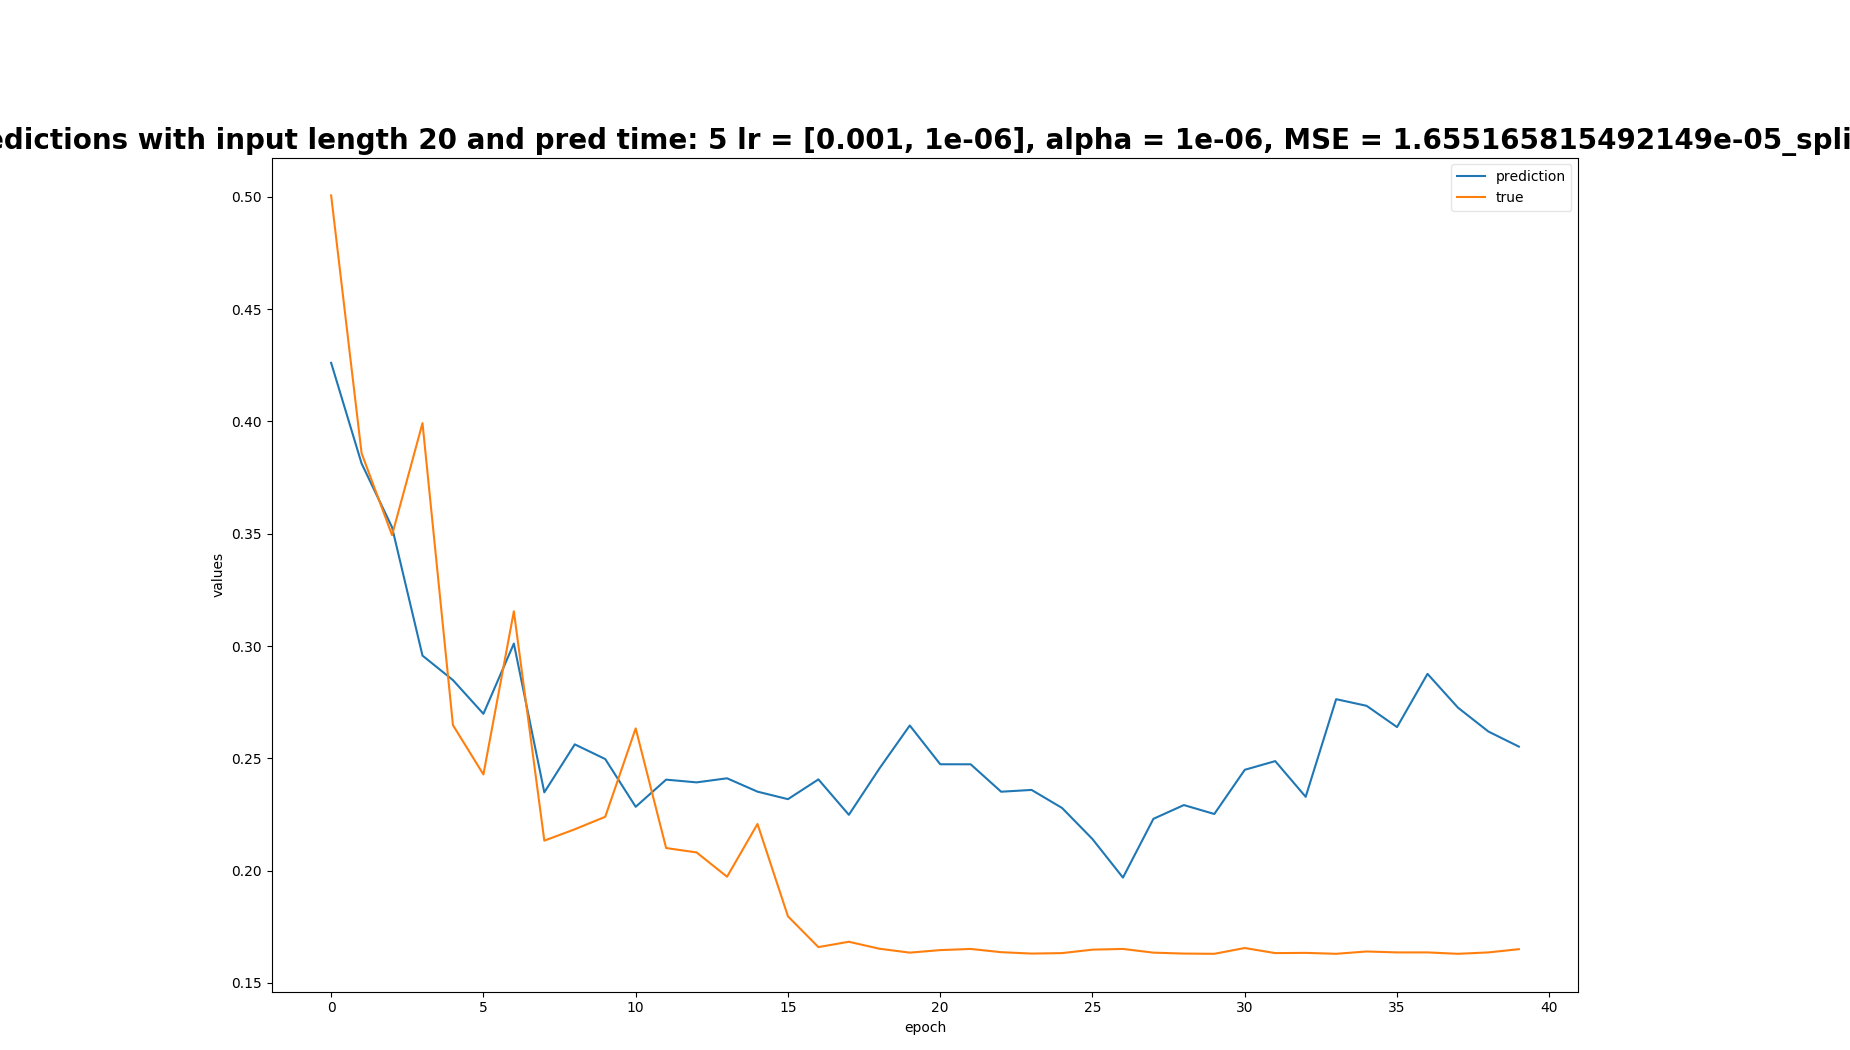 edictions with input length 20 and pred time: 5 lr = [0.001, 1e-06], alpha = 1e-06, MSE = 1.655165815492149e-05_spli
prediction
true
0.50
0.45
0.40
0.35
0.30
0.25
0.20
0.15
values
0 5 10 15 20 25 30 35 40
epoch